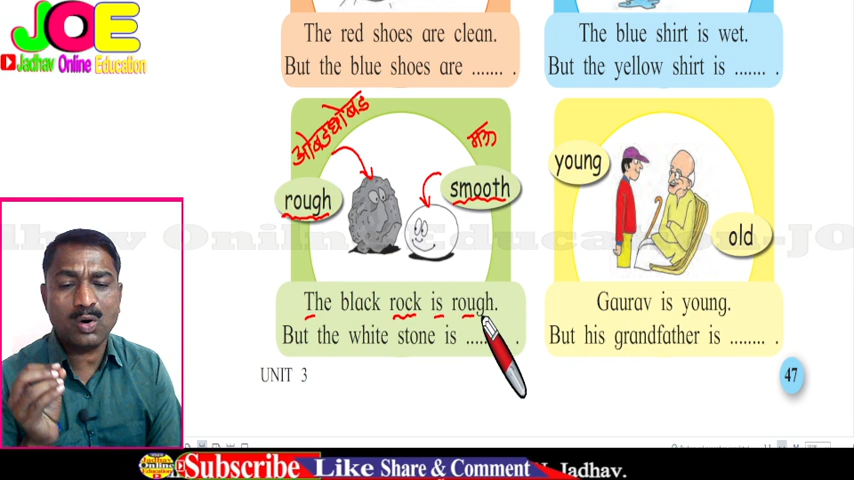 JOE
Jadhav Online Education
The red shoes are clean.
But the blue shoes are ....... .
The blue shirt is wet.
But the yellow shirt is ....... .
ओबडधोबड
मऊ
rough
smooth
The black rock is rough.
But the white stone is
young
old
Gaurav is young.
But his grandfather is ........ .
UNIT 3
47
Subscribe Like Share & Comment
Jadhav.